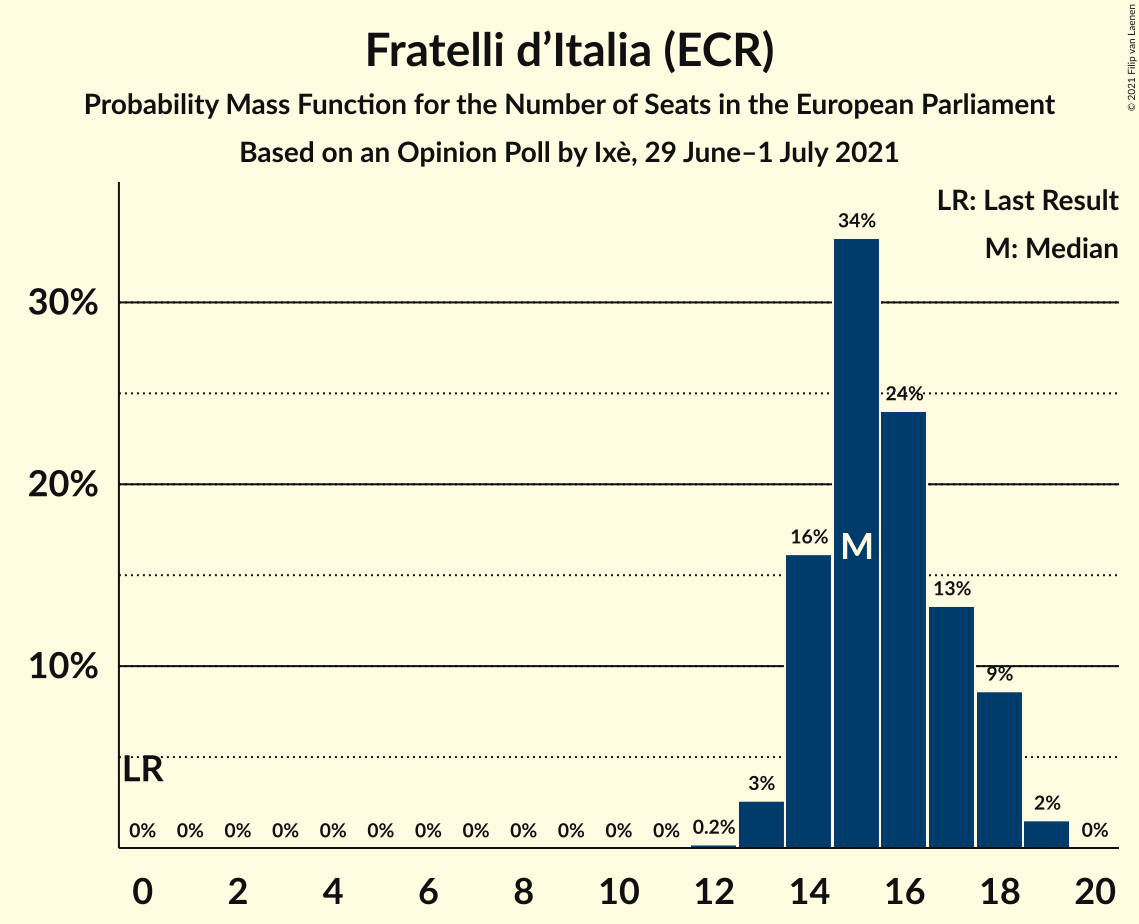 Fratelli d’Italia (ECR)
Probability Mass Function for the Number of Seats in the European Parliament
Based on an Opinion Poll by Ixè, 29 June–1 July 2021
© 2021 Filip van Laenen
LR: Last Result
M: Median
34%
30%
24%
20%
16%
M
13%
10%
9%
LR
3%
2%
0% 0% 0% 0% 0% 0% 0% 0% 0% 0% 0% 0% 0.2% 0%
0 2 4 6 8 10 12 14 16 18 20